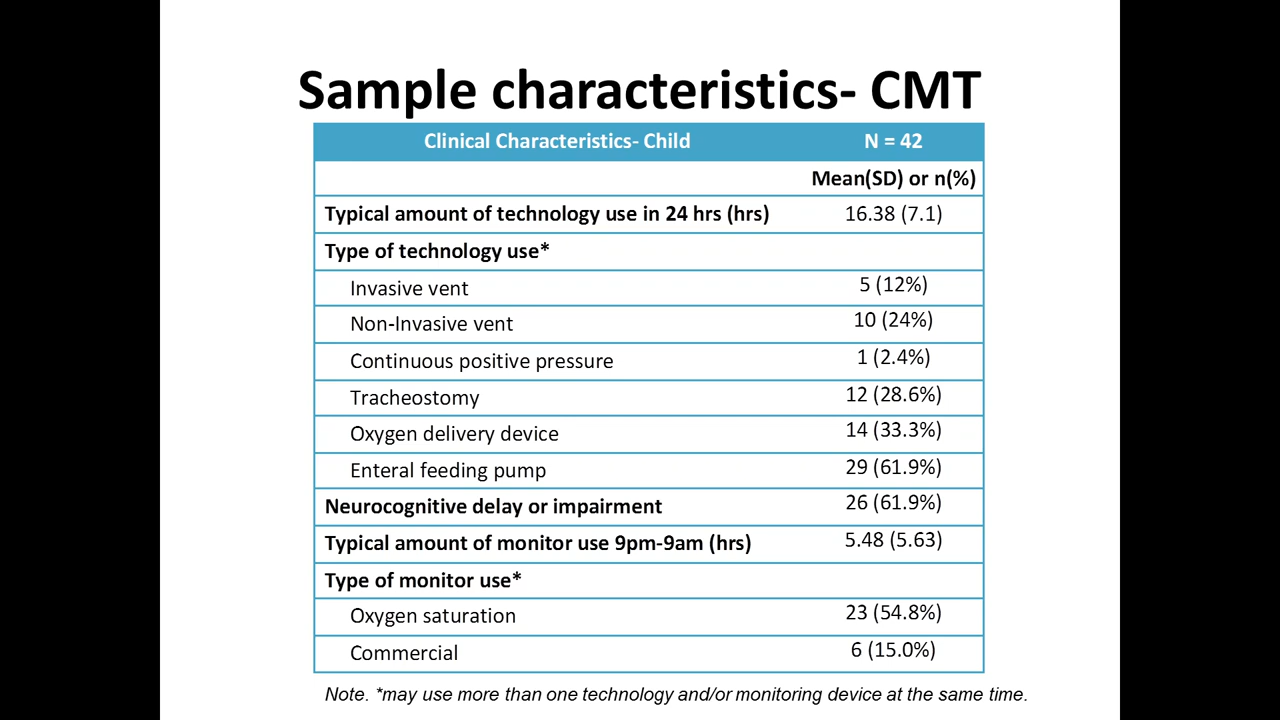 Sample characteristics- CMT
Clinical Characteristics- Child N = 42
Mean(SD) or n(%)
Typical amount of technology use in 24 hrs (hrs) 16.38 (7.1)
Type of technology use*
Invasive vent 5 (12%)
Non-Invasive vent 10 (24%)
Continuous positive pressure 1 (2.4%)
Tracheostomy 12 (28.6%)
Oxygen delivery device 14 (33.3%)
Enteral feeding pump 29 (61.9%)
Neurocognitive delay or impairment 26 (61.9%)
Typical amount of monitor use 9pm-9am (hrs) 5.48 (5.63)
Type of monitor use*
Oxygen saturation 23 (54.8%)
Commercial 6 (15.0%)
Note. *may use more than one technology and/or monitoring device at the same time.